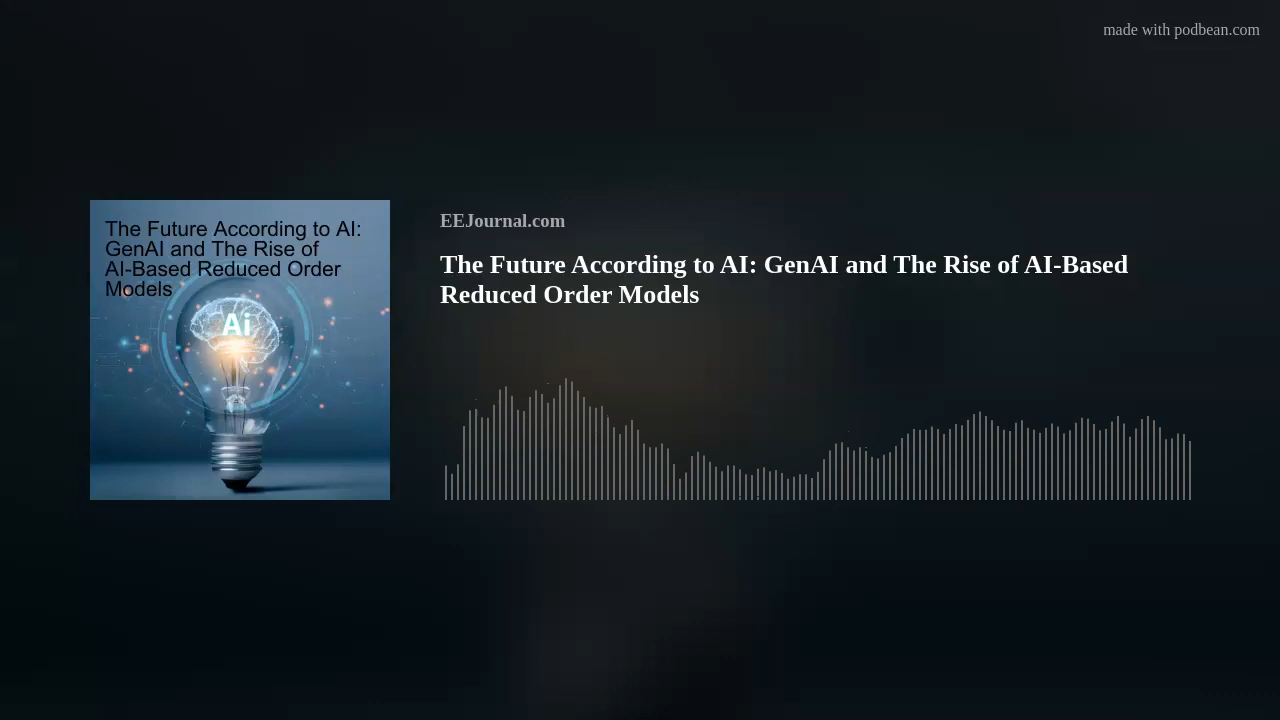 made with podbean.com
The Future According to AI:
GenAI and The Rise of
AI-Based Reduced Order
Models
Ai
EEJournal.com
The Future According to AI: GenAI and The Rise of AI-Based
Reduced Order Models